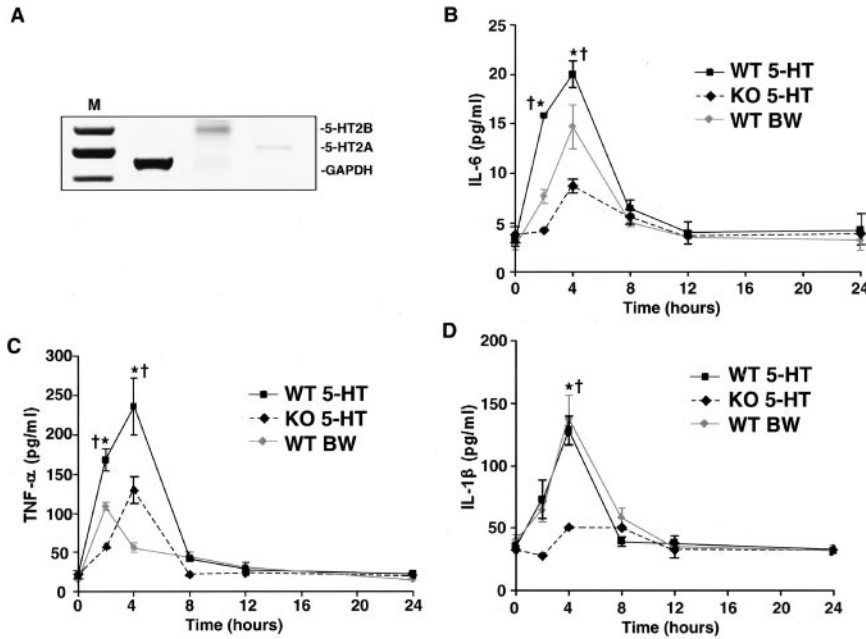 A
M
-5-HT2B
-5-HT2A
-GAPDH
B
IL-6 (pg/ml)
25
20
15
10
5
0
†*
*†
WT 5-HT
KO 5-HT
WT BW
0 4 8 12 16 20 24
Time (hours)
C
TNF-α (pg/ml)
300
250
200
150
100
50
0
†*
*†
WT 5-HT
KO 5-HT
WT BW
0 4 8 12 16 20 24
Time (hours)
D
IL-1β (pg/ml)
200
150
100
50
0
*†
WT 5-HT
KO 5-HT
WT BW
0 4 8 12 16 20 24
Time (hours)